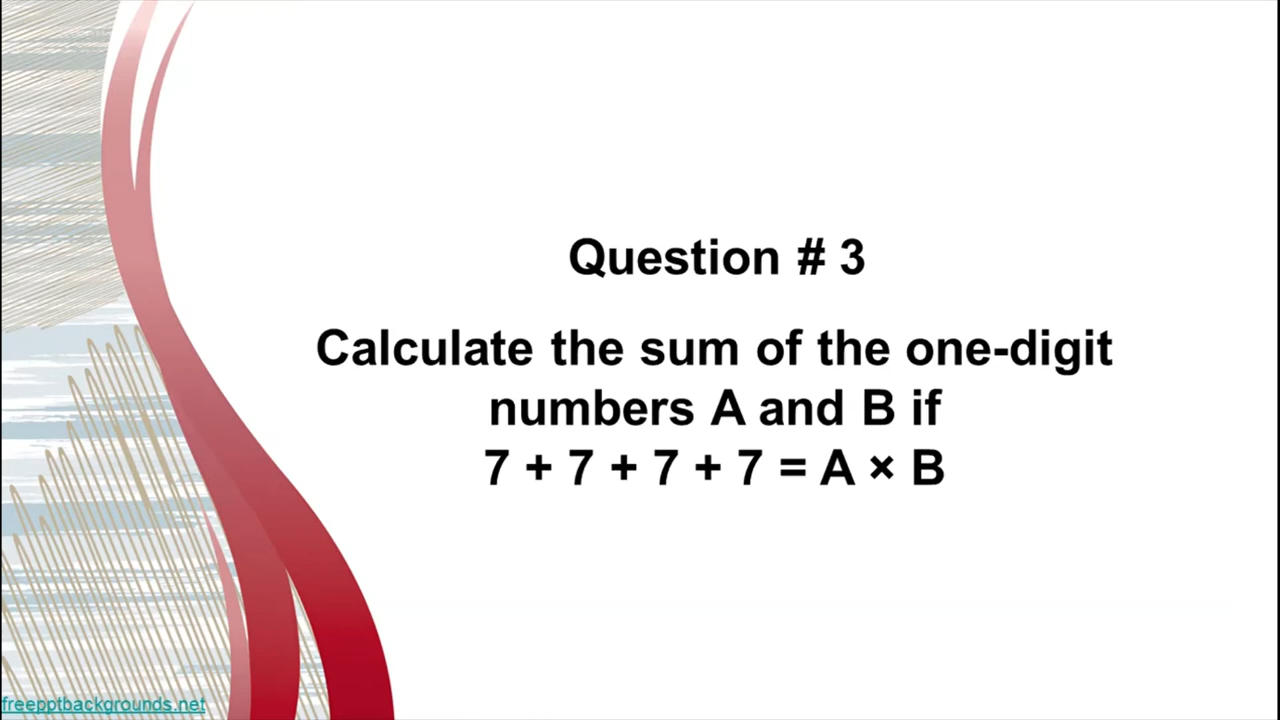 Question # 3
Calculate the sum of the one-digit
numbers A and B if
7 + 7 + 7 + 7 = A × B
freepptbackgrounds.net